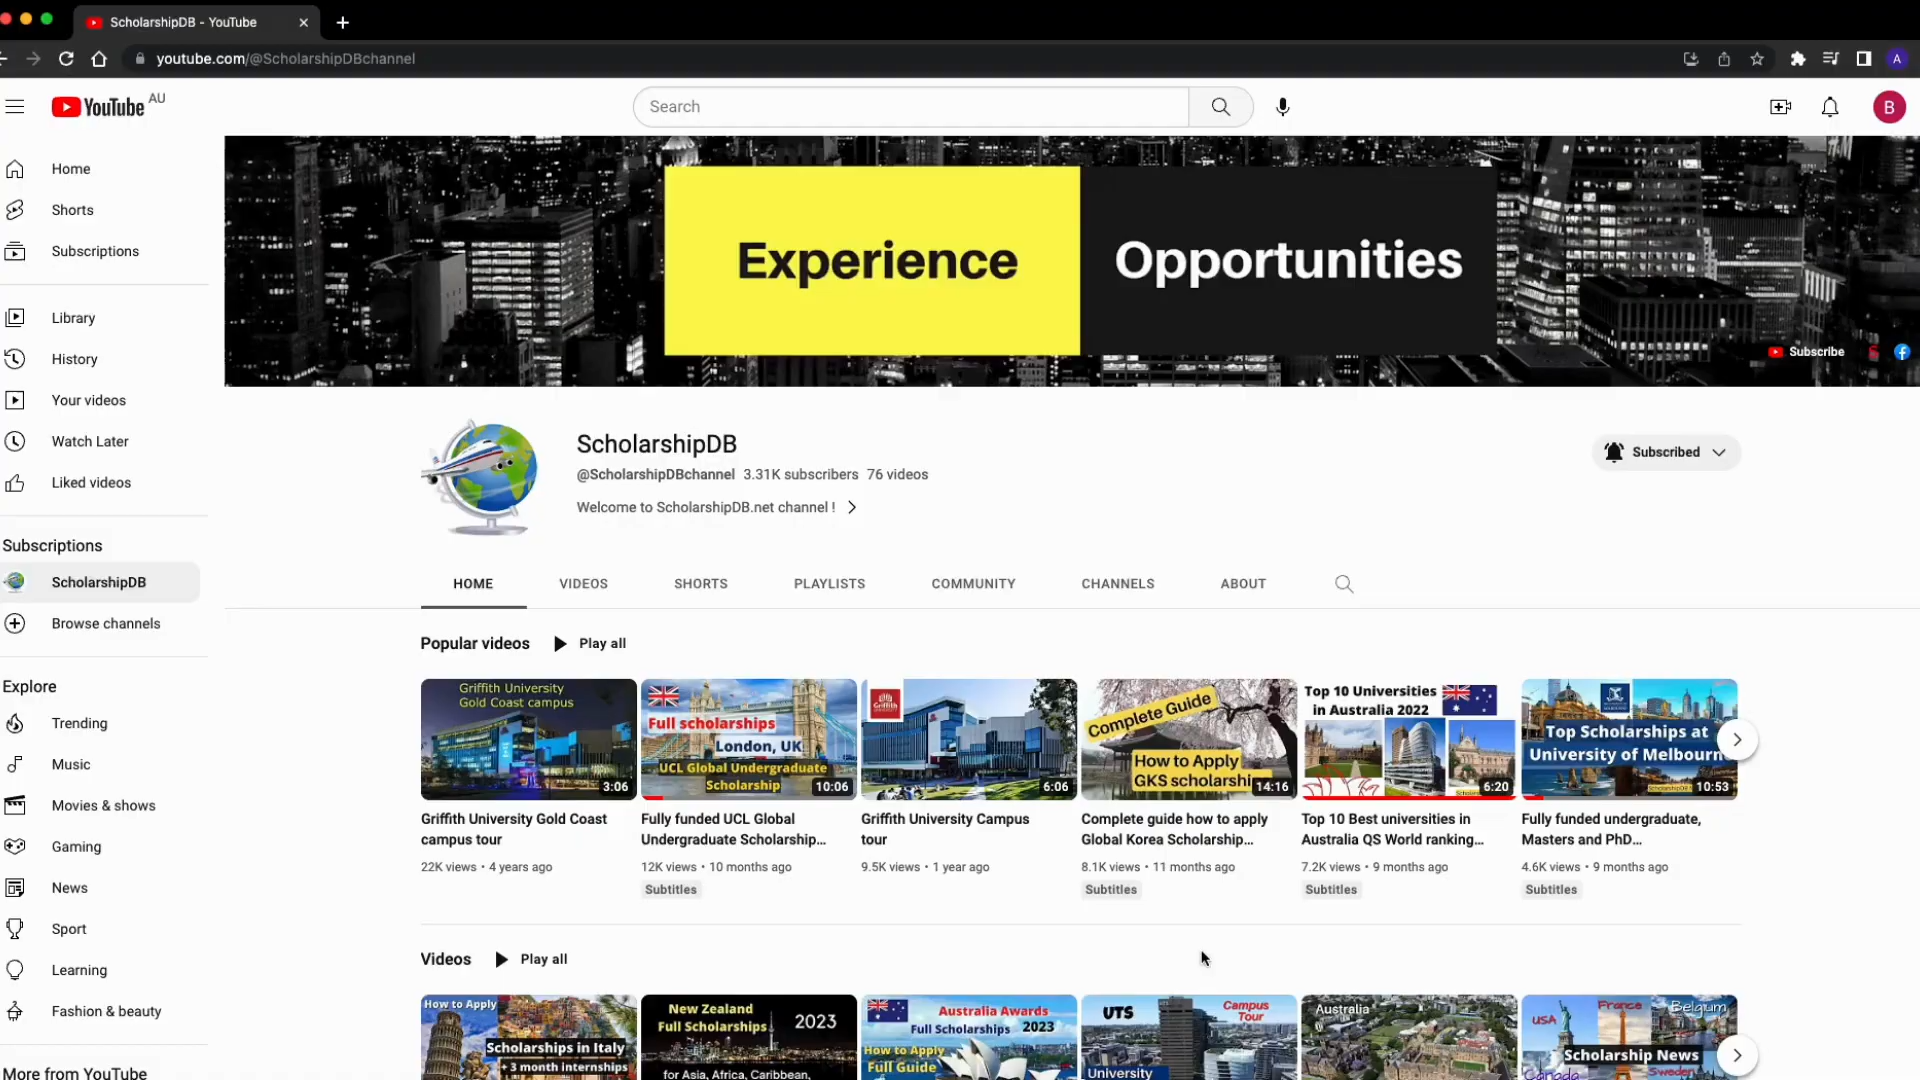 ScholarshipDB - YouTube
youtube.com/@ScholarshipDBchannel
A
YouTube AU
Search
B
Home
Shorts
Subscriptions
Library
History
Your videos
Watch Later
Liked videos
Subscriptions
ScholarshipDB
Browse channels
Explore
Trending
Music
Movies & shows
Gaming
News
Sport
Learning
Fashion & beauty
More from YouTube
Experience
Opportunities
Subscribe
ScholarshipDB
@ScholarshipDBchannel 3.31K subscribers 76 videos
Welcome to ScholarshipDB.net channel !
Subscribed
HOME VIDEOS SHORTS PLAYLISTS COMMUNITY CHANNELS ABOUT
Popular videos Play all
Griffith University
Gold Coast campus
3:06
Griffith University Gold Coast
campus tour
22K views • 4 years ago
Full scholarships
London, UK
UCL Global Undergraduate
Scholarship
10:06
Fully funded UCL Global
Undergraduate Scholarship...
12K views • 10 months ago
Subtitles
Griffith
6:06
Griffith University Campus
tour
9.5K views • 1 year ago
Complete Guide
How to Apply
GKS scholarshi
14:16
Complete guide how to apply
Global Korea Scholarship...
8.1K views • 11 months ago
Subtitles
Top 10 Universities
in Australia 2022
6:20
Top 10 Best universities in
Australia QS World ranking...
7.2K views • 9 months ago
Subtitles
Top Scholarships at
University of Melbourn
10:53
Fully funded undergraduate,
Masters and PhD...
4.6K views • 9 months ago
Subtitles
Videos Play all
How to Apply
Scholarships in Italy
+ 3 month internships
New Zealand
Full Scholarships 2023
for Asia, Africa, Caribbean,
Australia Awards
Full Scholarships 2023
How to Apply
Full Guide
UTS
Campus
Tour
University
Australia
USA France Belgium
Scholarship News
Canada Sweden